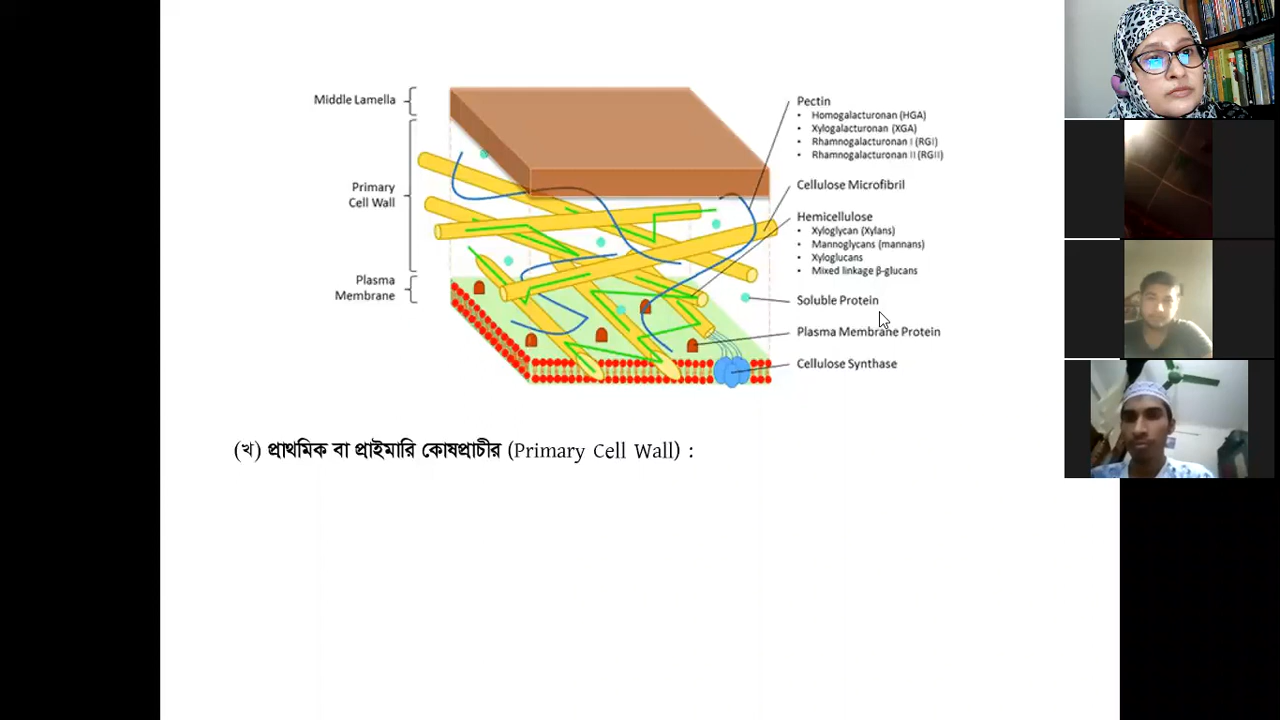 Middle Lamella
Primary
Cell Wall
Plasma
Membrane
Pectin
• Homogalacturonan (HGA)
• Xylogalacturonan (XGA)
• Rhamnogalacturonan I (RGI)
• Rhamnogalacturonan II (RGII)
Cellulose Microfibril
Hemicellulose
• Xyloglycan (Xylans)
• Mannoglycans (mannans)
• Xyloglucans
• Mixed linkage β-glucans
Soluble Protein
Plasma Membrane Protein
Cellulose Synthase
(খ) প্রাথমিক বা প্রাইমারি কোষপ্রাচীর (Primary Cell Wall) :